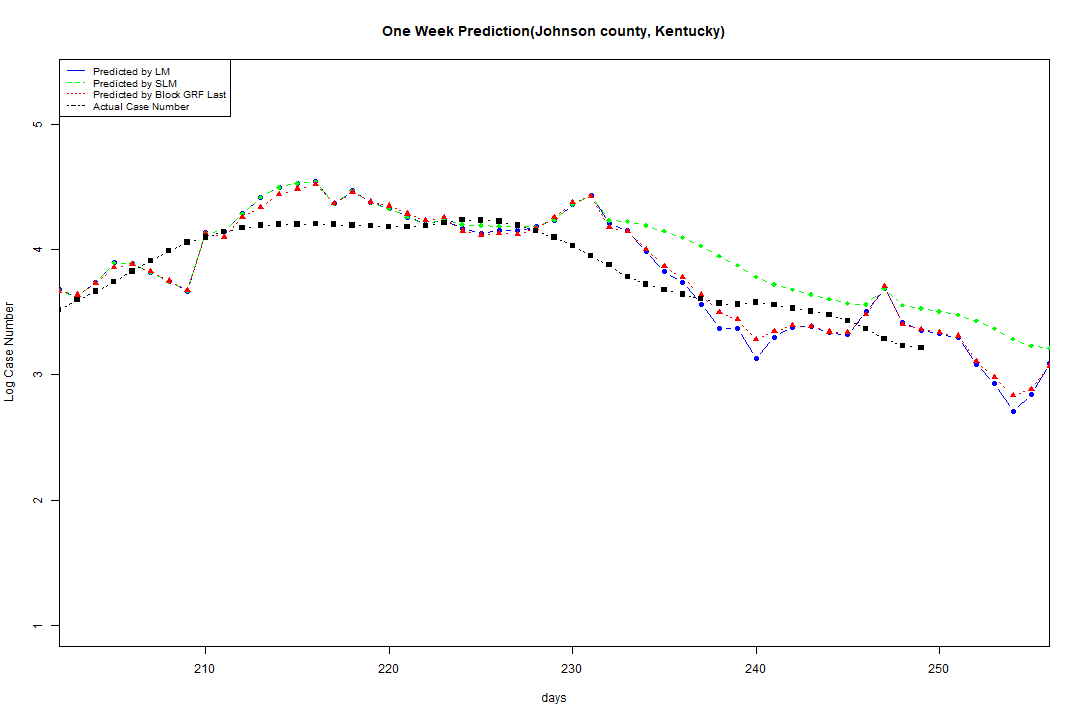 One Week Prediction(Johnson county, Kentucky)
Predicted by LM
Predicted by SLM
Predicted by Block GRF Last
Actual Case Number
5
4
3
2
1
Log Case Number
210
220
230
240
250
days